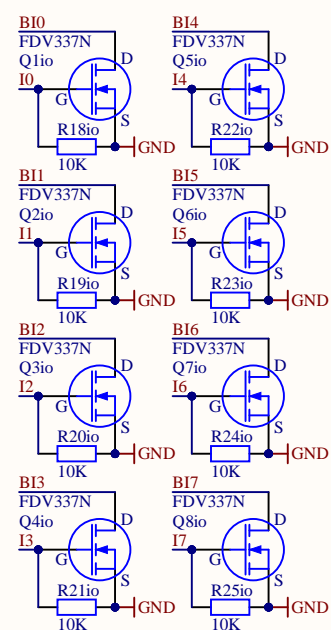 BI0
FDV337N
Q1io
D
I0
G
S
R18io
GND
10K
BI1
FDV337N
Q2io
D
I1
G
S
R19io
GND
10K
BI2
FDV337N
Q3io
D
I2
G
S
R20io
GND
10K
BI3
FDV337N
Q4io
D
I3
G
S
R21io
GND
10K
BI4
FDV337N
Q5io
D
I4
G
S
R22io
GND
10K
BI5
FDV337N
Q6io
D
I5
G
S
R23io
GND
10K
BI6
FDV337N
Q7io
D
I6
G
S
R24io
GND
10K
BI7
FDV337N
Q8io
D
I7
G
S
R25io
GND
10K